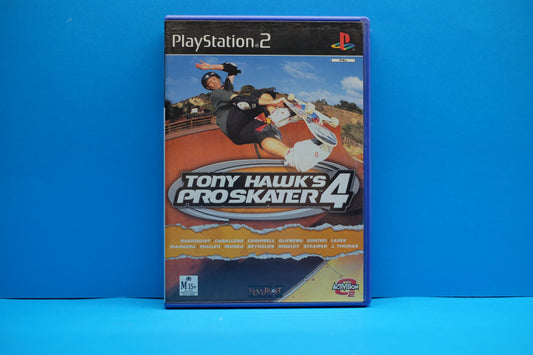 PlayStation 2
PAL
TONY HAWK'S
PRO SKATER 4
BURNQUIST CABALLERO CAMPBELL GLIFBERG KOSTON LASEK
MARGERA MULLEN MUSKA REYNOLDS ROWLEY STEAMER J. THOMAS
M 15+
NEVERSOFT
ACTIVISION
O2